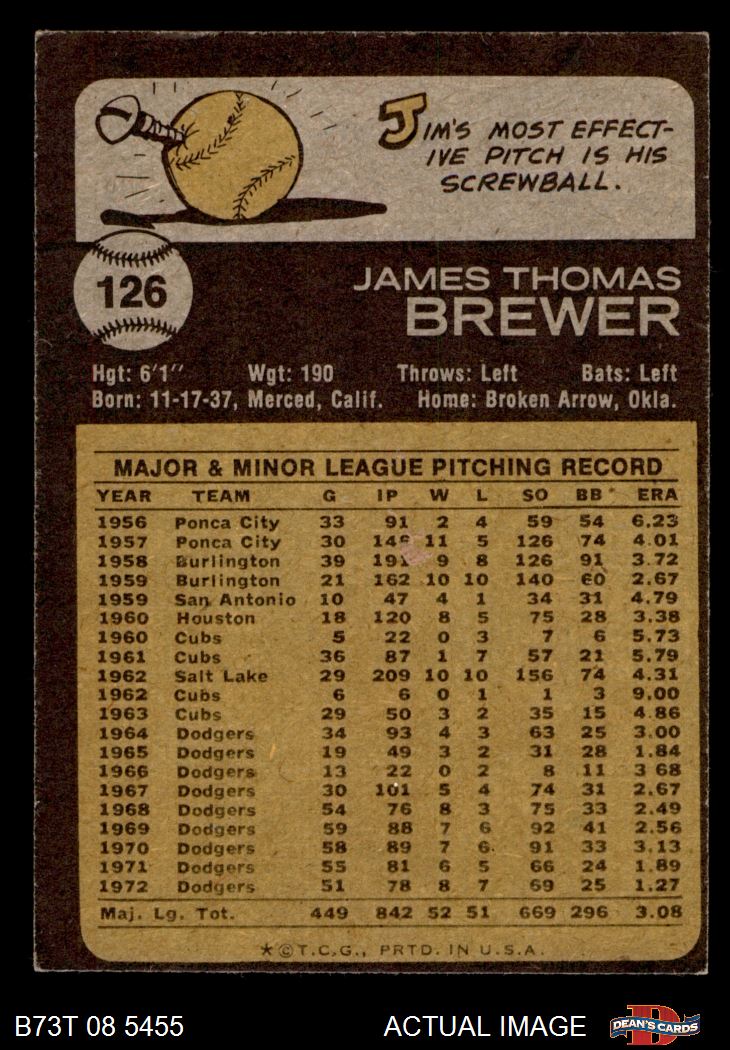 JIM'S MOST EFFECT-
IVE PITCH IS HIS
SCREWBALL.
126
JAMES THOMAS
BREWER
Hgt: 6'1" Wgt: 190 Throws: Left Bats: Left
Born: 11-17-37, Merced, Calif. Home: Broken Arrow, Okla.
MAJOR & MINOR LEAGUE PITCHING RECORD
YEAR TEAM G IP W L SO BB ERA
1956 Ponca City 33 91 2 4 59 54 6.23
1957 Ponca City 30 11 5 126 74 4.01
1958 Burlington 39 9 8 126 91 3.72
1959 Burlington 21 162 10 10 140 60 2.67
1959 San Antonio 10 47 4 1 34 31 4.79
1960 Houston 18 120 8 5 75 28 3.38
1960 Cubs 5 22 0 3 7 6 5.73
1961 Cubs 36 87 1 7 57 21 5.79
1962 Salt Lake 29 209 10 10 156 74 4.31
1962 Cubs 6 6 0 1 1 3 9.00
1963 Cubs 29 50 3 2 35 15 4.86
1964 Dodgers 34 93 4 3 63 25 3.00
1965 Dodgers 19 49 3 2 31 28 1.84
1966 Dodgers 13 22 0 2 8 11 3 68
1967 Dodgers 30 101 5 4 74 31 2.67
1968 Dodgers 54 76 8 3 75 33 2.49
1969 Dodgers 59 88 7 6 92 41 2.56
1970 Dodgers 58 89 7 6 91 33 3.13
1971 Dodgers 55 81 6 5 66 24 1.89
1972 Dodgers 51 78 8 7 69 25 1.27
Maj. Lg. Tot. 449 842 52 51 669 296 3.08
★©T.C.G., PRTD. IN U.S.A.
B73T 08 5455 ACTUAL IMAGE DEAN'S CARDS